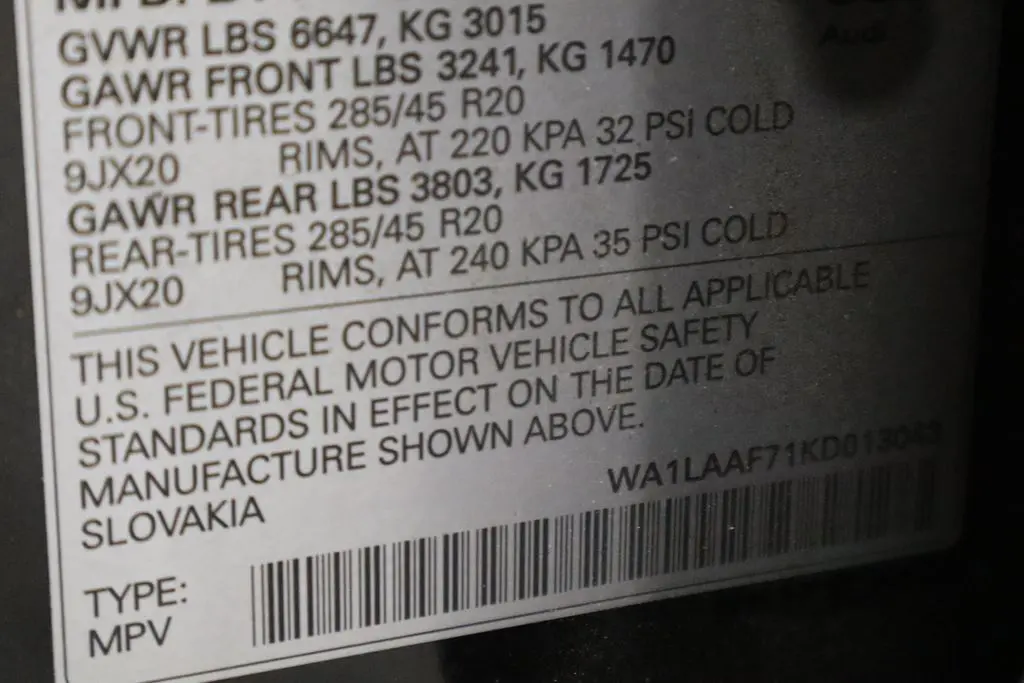 GVWR LBS 6647, KG 3015
GAWR FRONT LBS 3241, KG 1470
FRONT-TIRES 285/45 R20
9JX20 RIMS, AT 220 KPA 32 PSI COLD
GAWR REAR LBS 3803, KG 1725
REAR-TIRES 285/45 R20
9JX20 RIMS, AT 240 KPA 35 PSI COLD
THIS VEHICLE CONFORMS TO ALL APPLICABLE
U.S. FEDERAL MOTOR VEHICLE SAFETY
STANDARDS IN EFFECT ON THE DATE OF
MANUFACTURE SHOWN ABOVE.
SLOVAKIA
WA1LAAF71KD013043
TYPE:
MPV